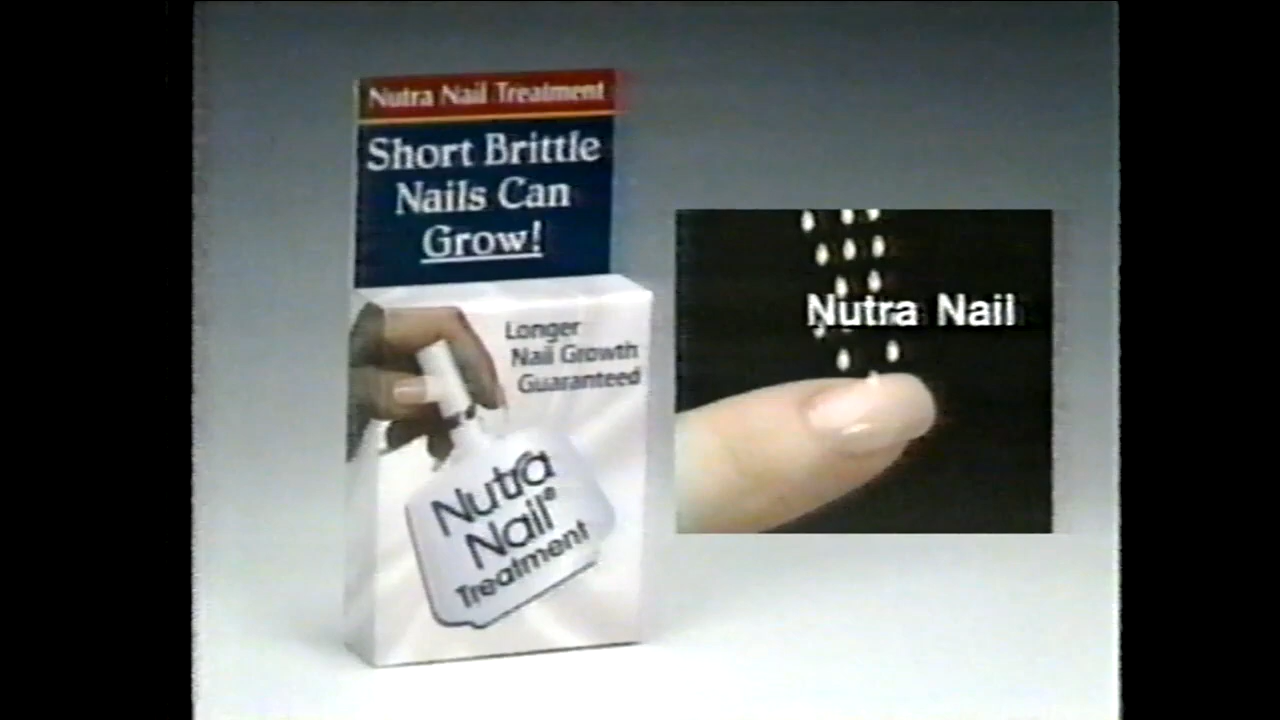 Nutra Nail Treatment
Short Brittle
Nails Can
Grow!
Longer
Nail Growth
Guaranteed
Nutra
Nail®
Treatment
Nutra Nail